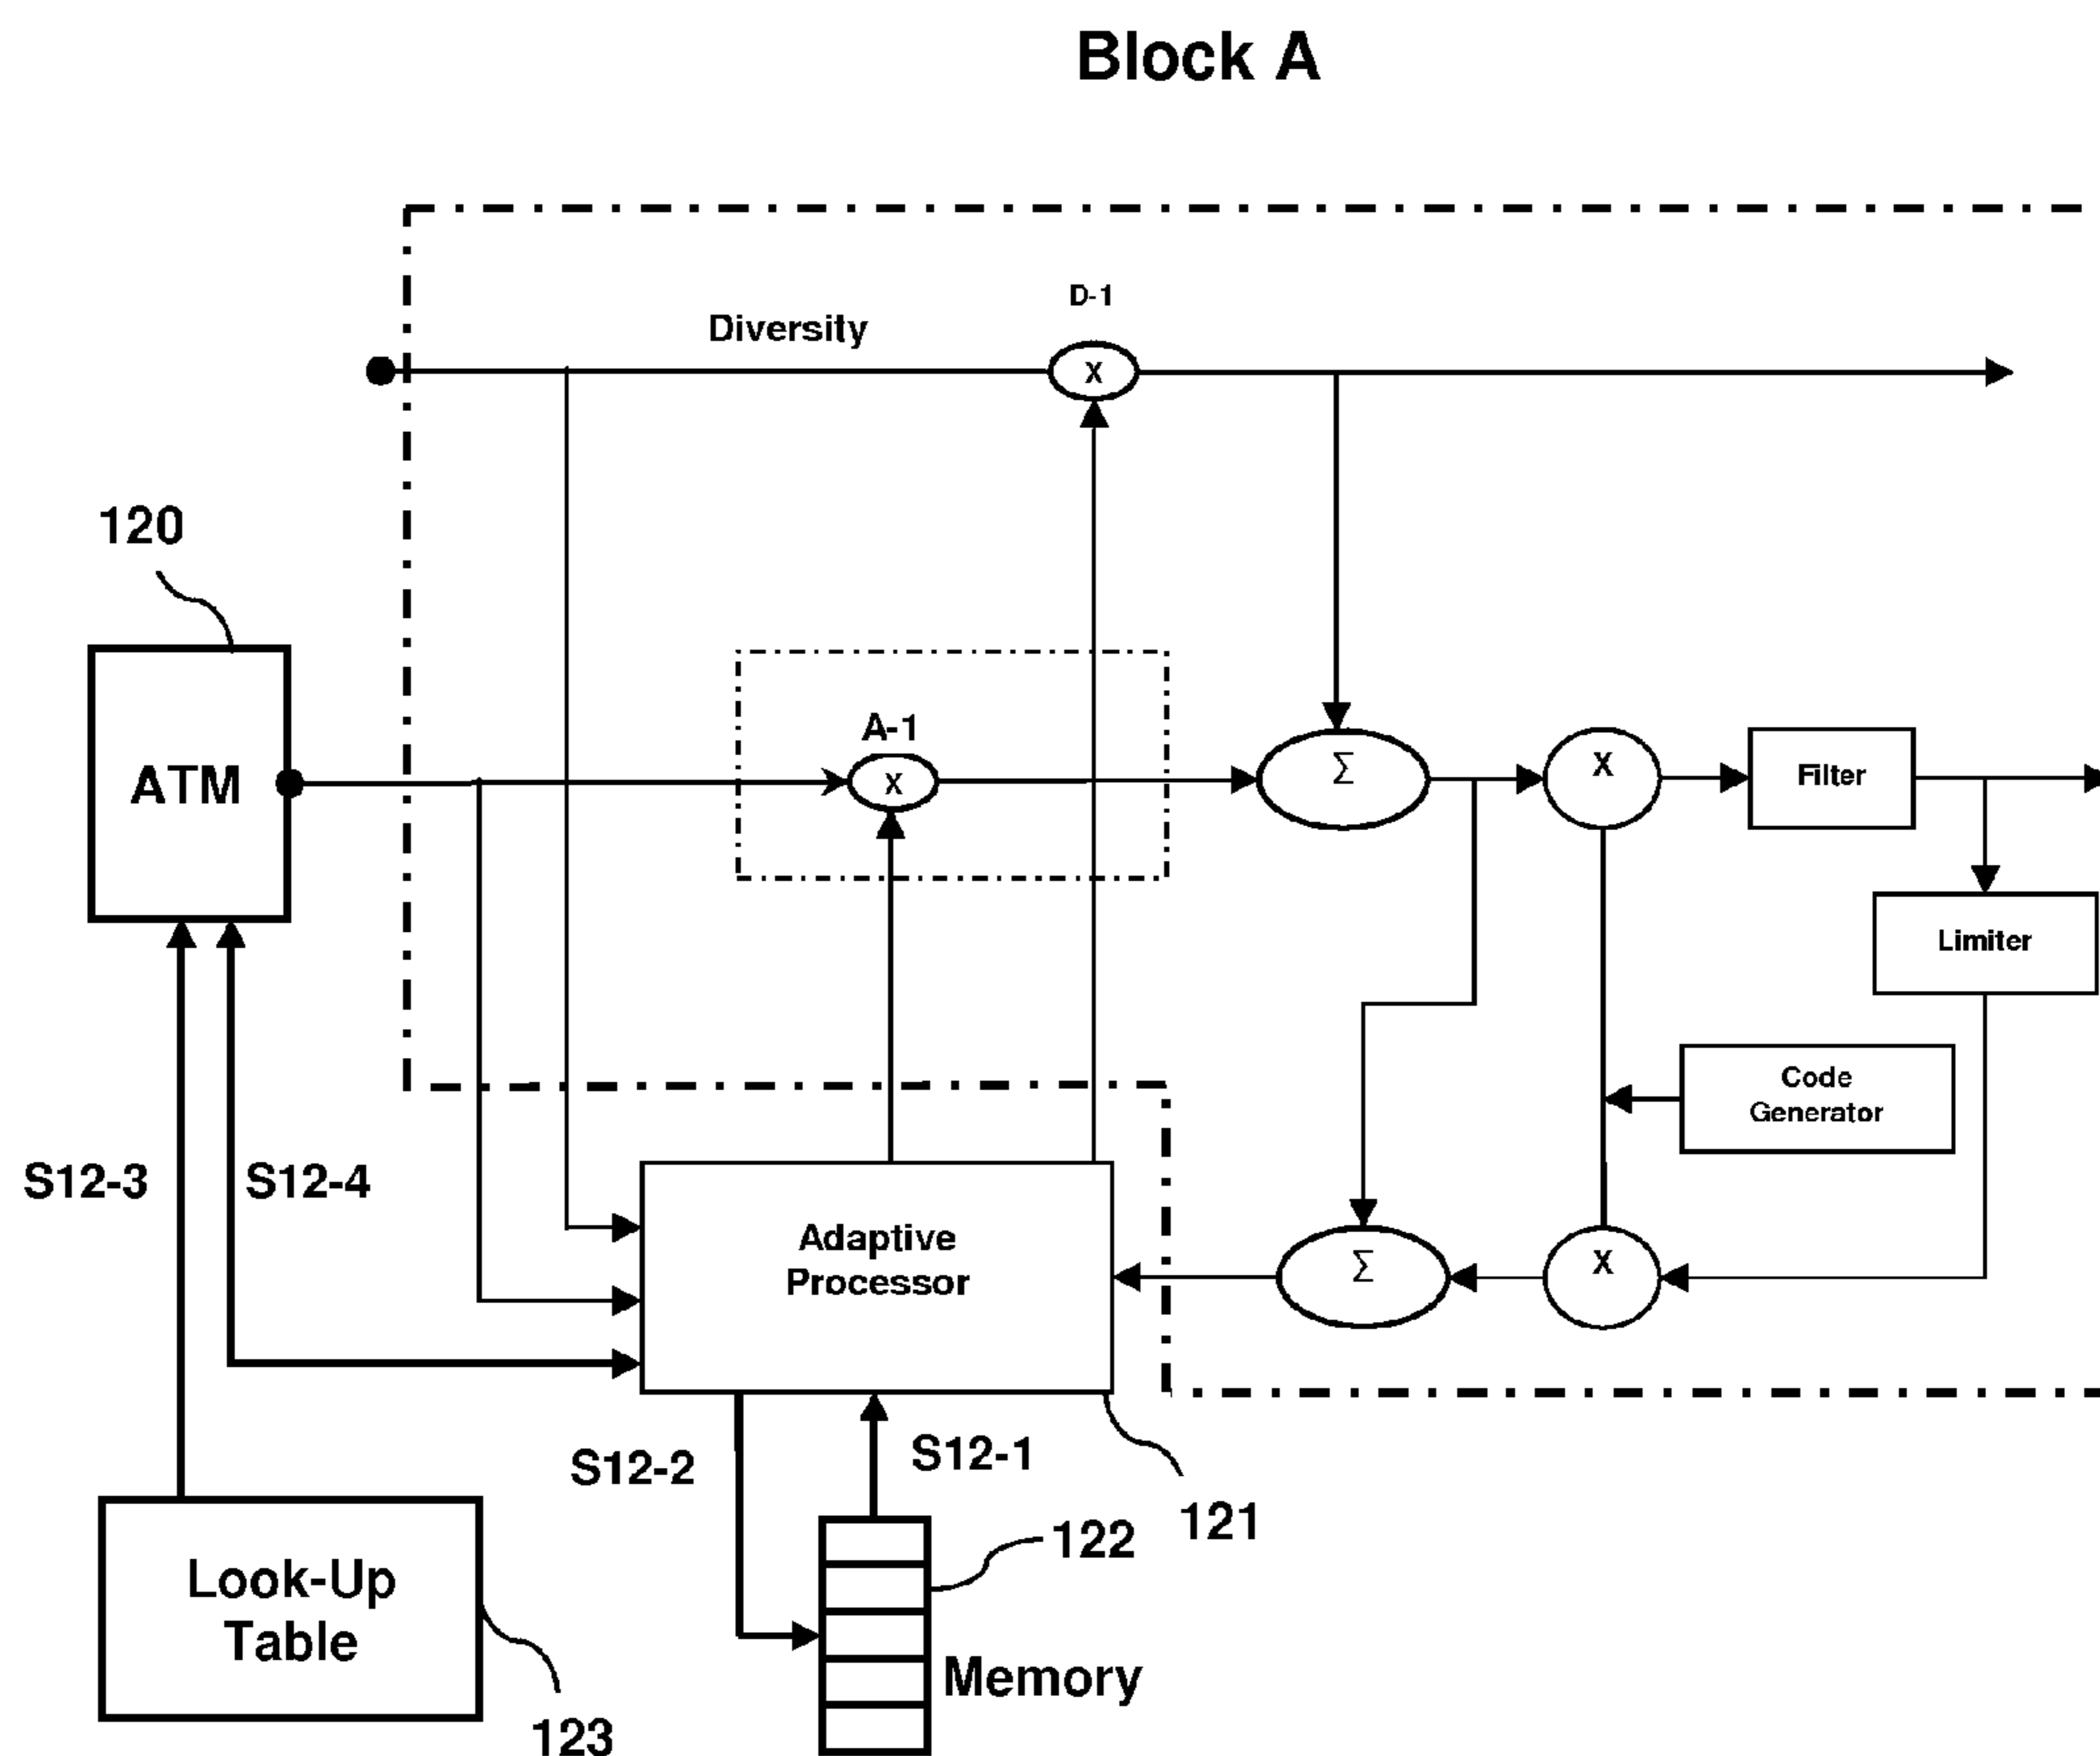 Block A
D-1
Diversity
120
A-1
X
ATM
X
Σ
X
Filter
Limiter
Code
Generator
S12-3
S12-4
Adaptive
Processor
Σ
X
S12-2
S12-1
121
122
Look-Up
Table
Memory
123